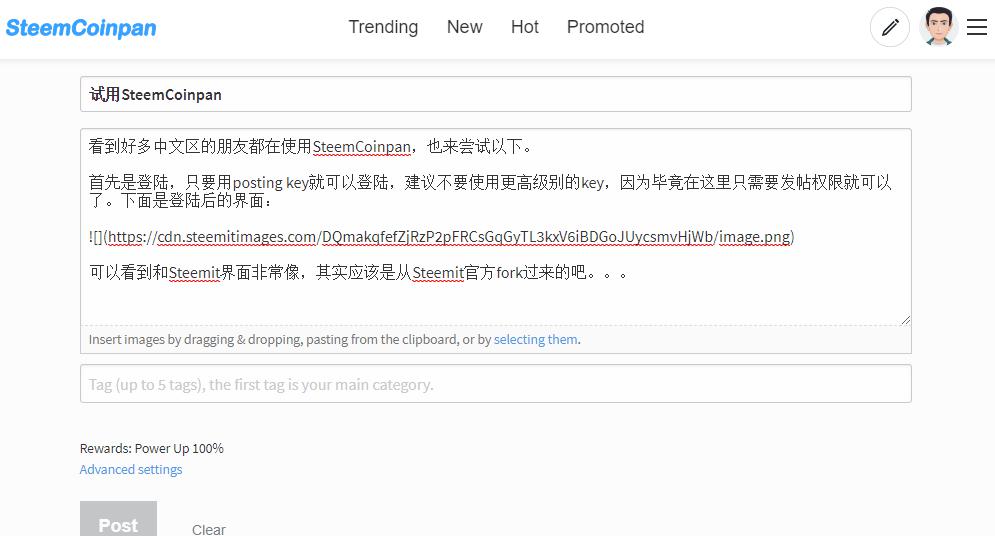 SteemCoinpan
Trending New Hot Promoted
试用SteemCoinpan
看到好多中文区的朋友都在使用SteemCoinpan，也来尝试以下。
首先是登陆，只要用posting key就可以登陆，建议不要使用更高级别的key，因为毕竟在这里只需要发帖权限就可以
了。下面是登陆后的界面：
![](https://cdn.steemitimages.com/DQmakqfefZjRzP2pFRCsGqGyTL3kxV6iBDGoJUycsmvHjWb/image.png)
可以看到和Steemit界面非常像，其实应该是从Steemit官方fork过来的吧。。。
Insert images by dragging & dropping, pasting from the clipboard, or by selecting them.
Tag (up to 5 tags), the first tag is your main category.
Rewards: Power Up 100%
Advanced settings
Post Clear